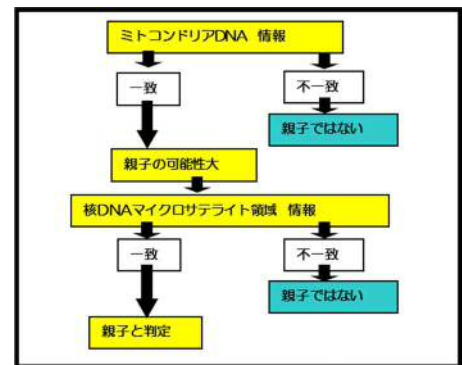 ミトコンドリアDNA 情報
一致
不一致
親子ではない
親子の可能性大
核DNAマイクロサテライト領域 情報
一致
不一致
親子ではない
親子と判定